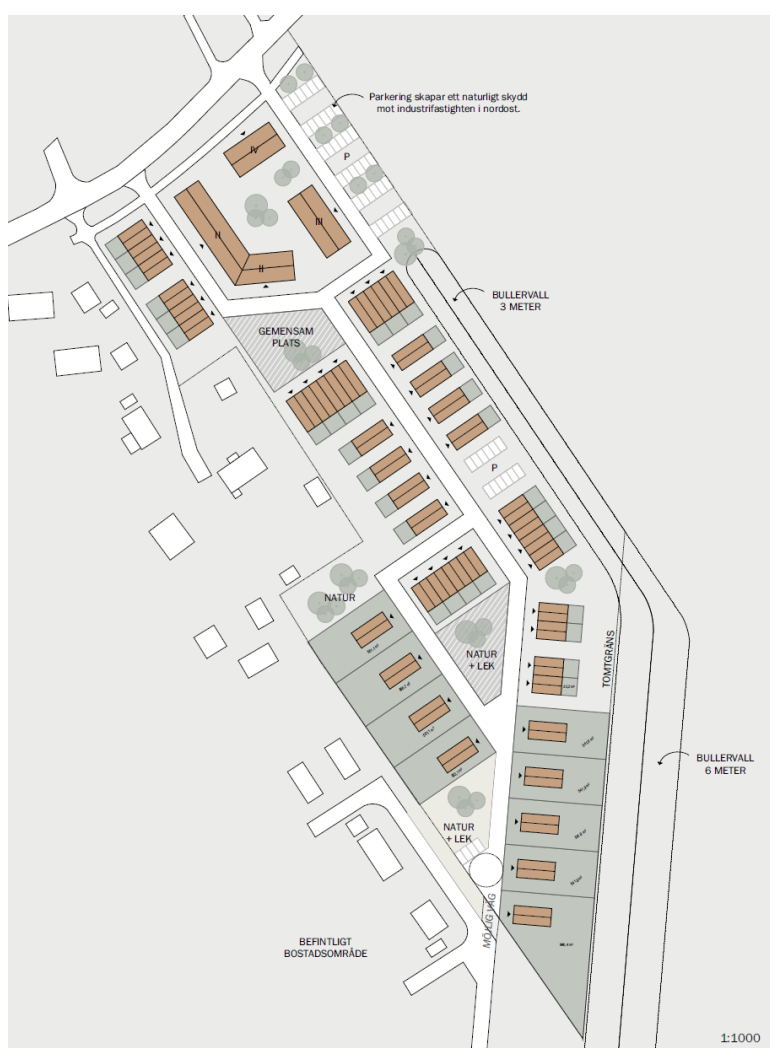 Parkering skapar ett naturligt skydd
mot industrifastigheten i nordost.
IV
P
II
III
II
BULLERVALL
3 METER
GEMENSAM
PLATS
P
NATUR
NATUR
+ LEK
TOMTGRÄNS
BULLERVALL
6 METER
NATUR
+ LEK
MÖJLIG VÄG
BEFINTLIGT
BOSTADSOMRÅDE
1:1000